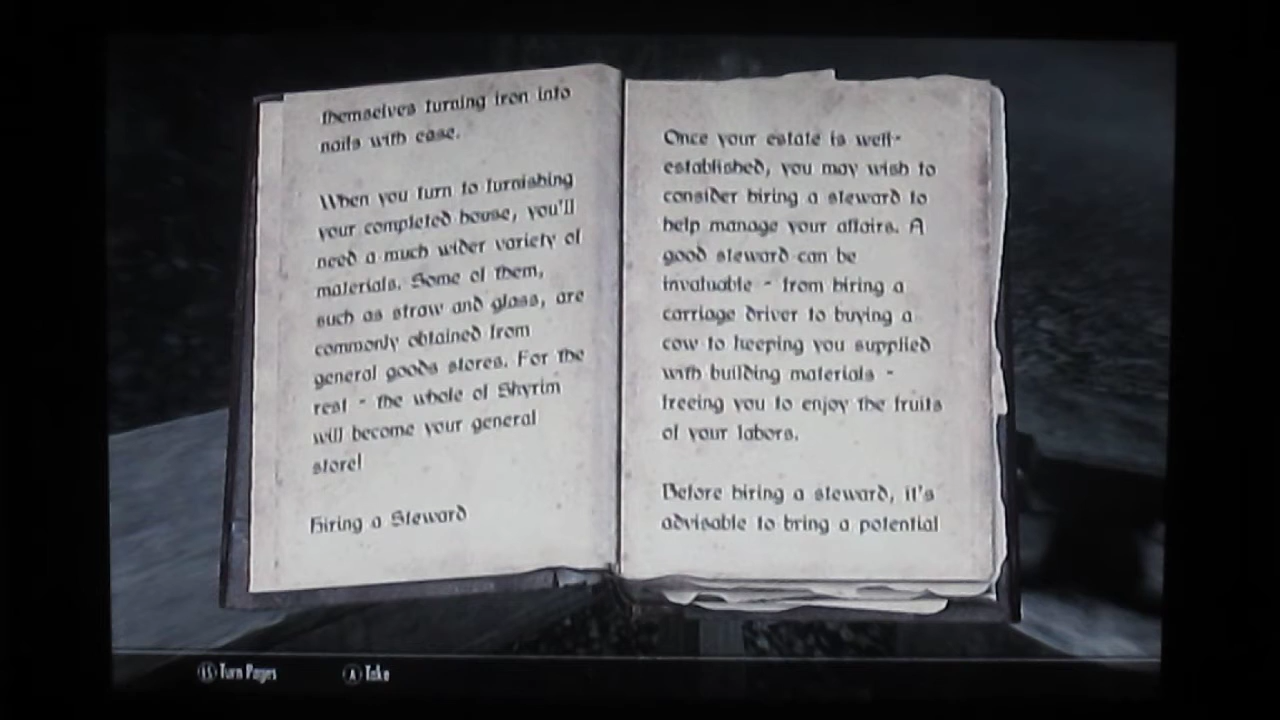 themselves turning iron into
nails with ease.
When you turn to furnishing
your completed house, you'll
need a much wider variety of
materials. Some of them,
such as straw and glass, are
commonly obtained from
general goods stores. For the
rest - the whole of Skyrim
will become your general
store!
Hiring a Steward
Once your estate is well-
established, you may wish to
consider hiring a steward to
help manage your affairs. A
good steward can be
invaluable - from hiring a
carriage driver to buying a
cow to keeping you supplied
with building materials -
freeing you to enjoy the fruits
of your labors.
Before hiring a steward, it's
advisable to bring a potential
LS Turn Pages
A Take